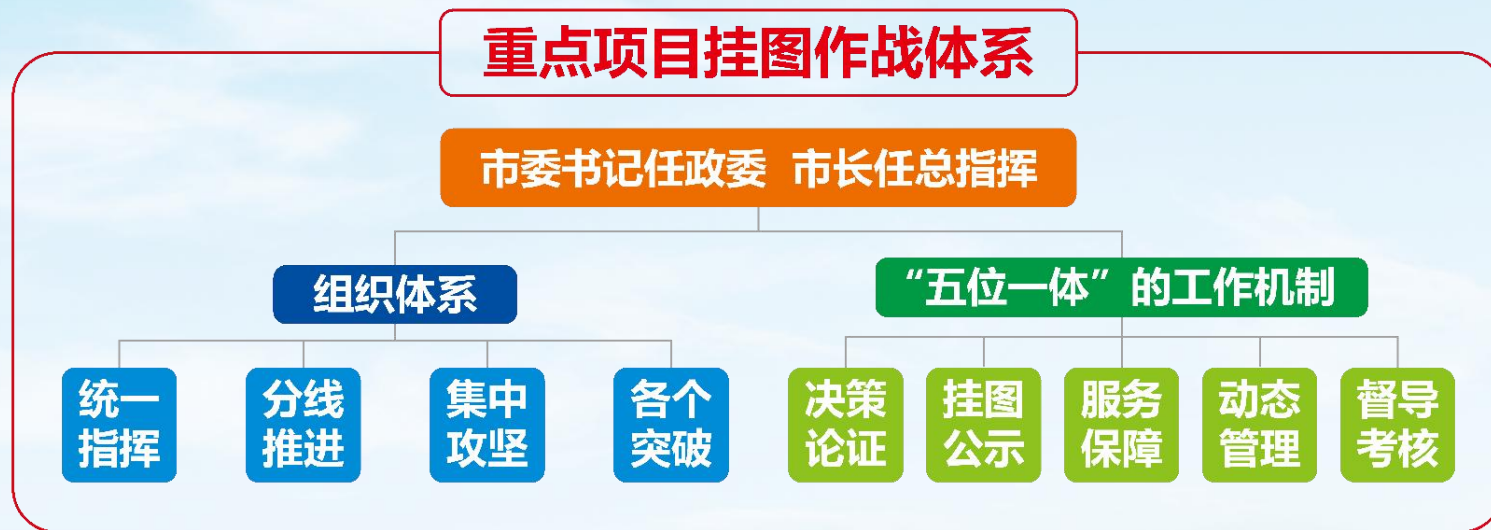 重点项目挂图作战体系
市委书记任政委 市长任总指挥
组织体系
“五位一体”的工作机制
统一
指挥
分线
推进
集中
攻坚
各个
突破
决策
论证
挂图
公示
服务
保障
动态
管理
督导
考核